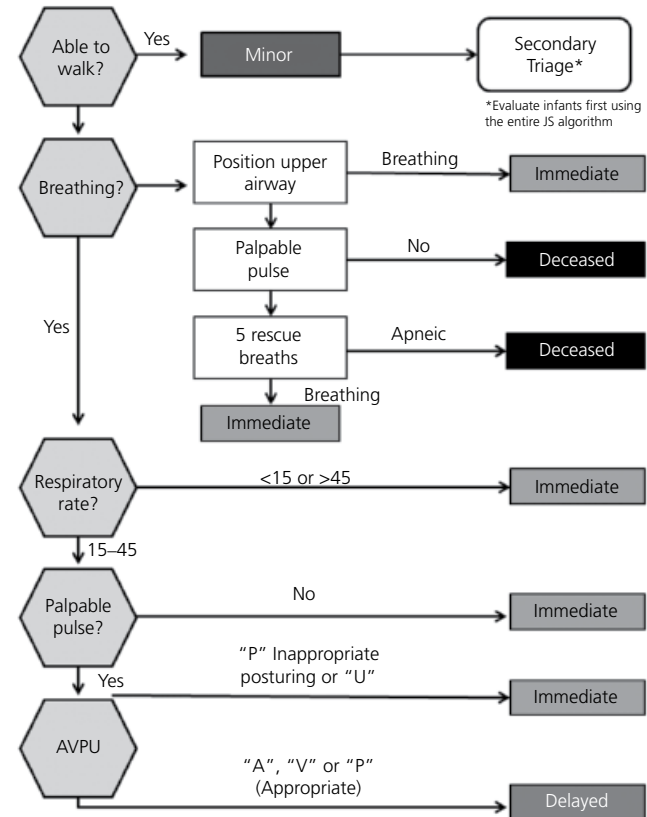 Able to
walk?
Yes
Minor
Secondary
Triage*
*Evaluate infants first using
the entire JS algorithm
Breathing?
Position upper
airway
Breathing
Immediate
Palpable
pulse
No
Deceased
Yes
5 rescue
breaths
Apneic
Deceased
Breathing
Immediate
Respiratory
rate?
<15 or >45
Immediate
15–45
Palpable
pulse?
No
Immediate
Yes
"P" Inappropriate
posturing or "U"
Immediate
AVPU
"A", "V" or "P"
(Appropriate)
Delayed